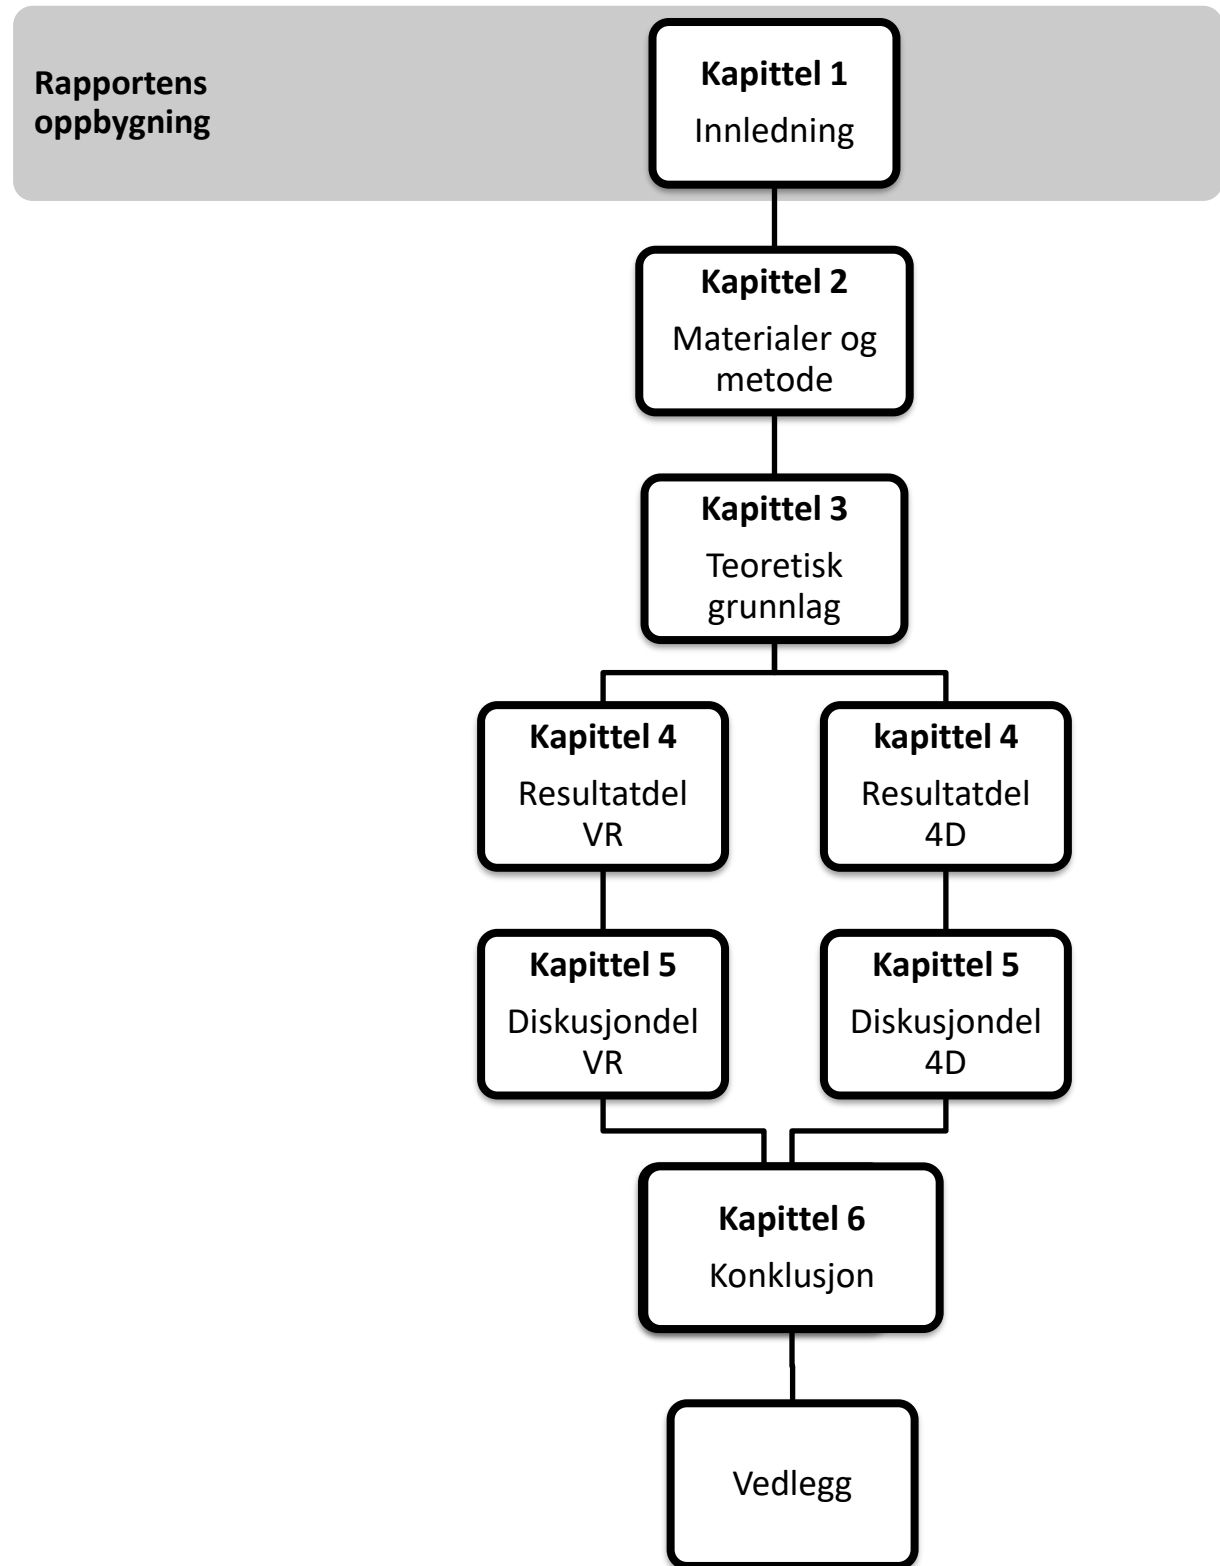 Rapportens
oppbygning
Kapittel 1
Innledning
Kapittel 2
Materialer og
metode
Kapittel 3
Teoretisk
grunnlag
Kapittel 4
Resultatdel
VR
kapittel 4
Resultatdel
4D
Kapittel 5
Diskusjondel
VR
Kapittel 5
Diskusjondel
4D
Kapittel 6
Konklusjon
Vedlegg